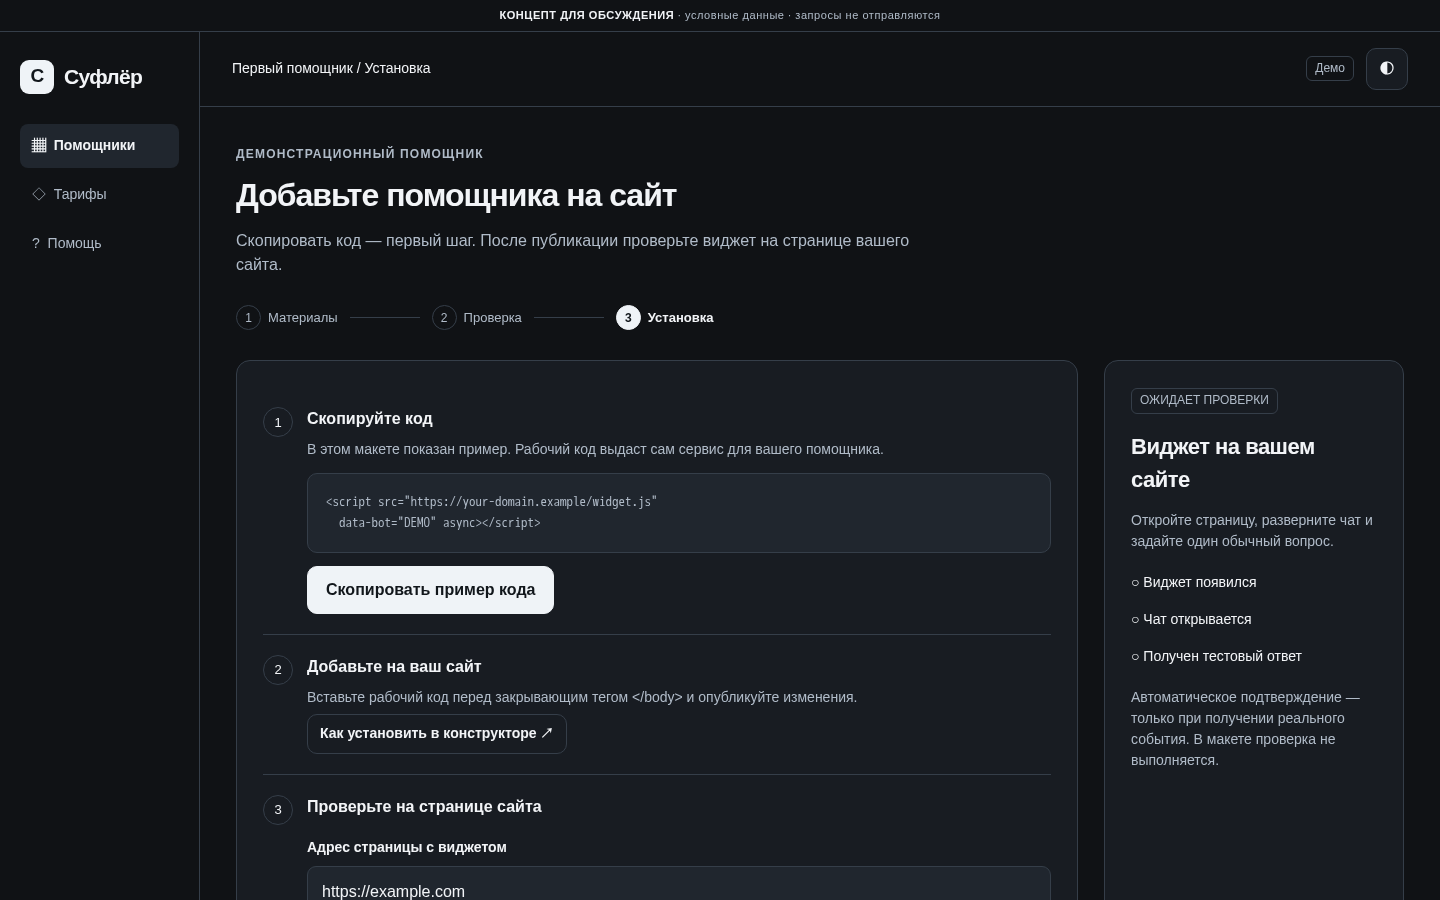 КОНЦЕПТ ДЛЯ ОБСУЖДЕНИЯ · условные данные · запросы не отправляются
С Суфлёр
Первый помощник / Установка
Демо
Помощники
Тарифы
? Помощь
ДЕМОНСТРАЦИОННЫЙ ПОМОЩНИК
Добавьте помощника на сайт
Скопировать код — первый шаг. После публикации проверьте виджет на странице вашего
сайта.
1 Материалы
2 Проверка
3 Установка
1 Скопируйте код
В этом макете показан пример. Рабочий код выдаст сам сервис для вашего помощника.
<script src="https://your-domain.example/widget.js"
data-bot="DEMO" async></script>
Скопировать пример кода
2 Добавьте на ваш сайт
Вставьте рабочий код перед закрывающим тегом </body> и опубликуйте изменения.
Как установить в конструкторе ↗
3 Проверьте на странице сайта
Адрес страницы с виджетом
https://example.com
ОЖИДАЕТ ПРОВЕРКИ
Виджет на вашем
сайте
Откройте страницу, разверните чат и
задайте один обычный вопрос.
○ Виджет появился
○ Чат открывается
○ Получен тестовый ответ
Автоматическое подтверждение —
только при получении реального
события. В макете проверка не
выполняется.